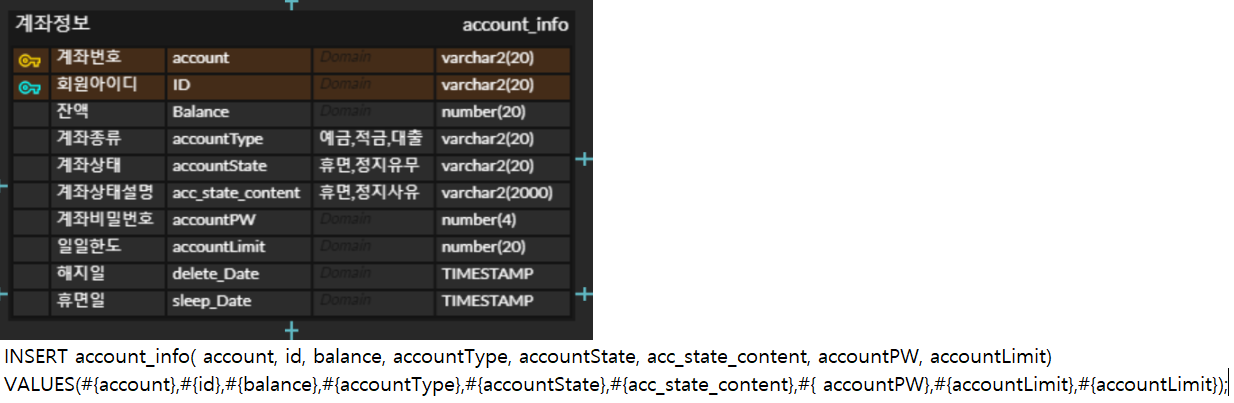 계좌정보 account_info
계좌번호 account Domain varchar2(20)
회원아이디 ID Domain varchar2(20)
잔액 Balance Domain number(20)
계좌종류 accountType 예금,적금,대출 varchar2(20)
계좌상태 accountState 휴면,정지유무 varchar2(20)
계좌상태설명 acc_state_content 휴면,정지사유 varchar2(2000)
계좌비밀번호 accountPW Domain number(4)
일일한도 accountLimit Domain number(20)
해지일 delete_Date Domain TIMESTAMP
휴면일 sleep_Date Domain TIMESTAMP
INSERT account_info( account, id, balance, accountType, accountState, acc_state_content, accountPW, accountLimit)
VALUES(#{account},#{id},#{balance},#{accountType},#{accountState},#{acc_state_content},#{ accountPW},#{accountLimit},#{accountLimit});